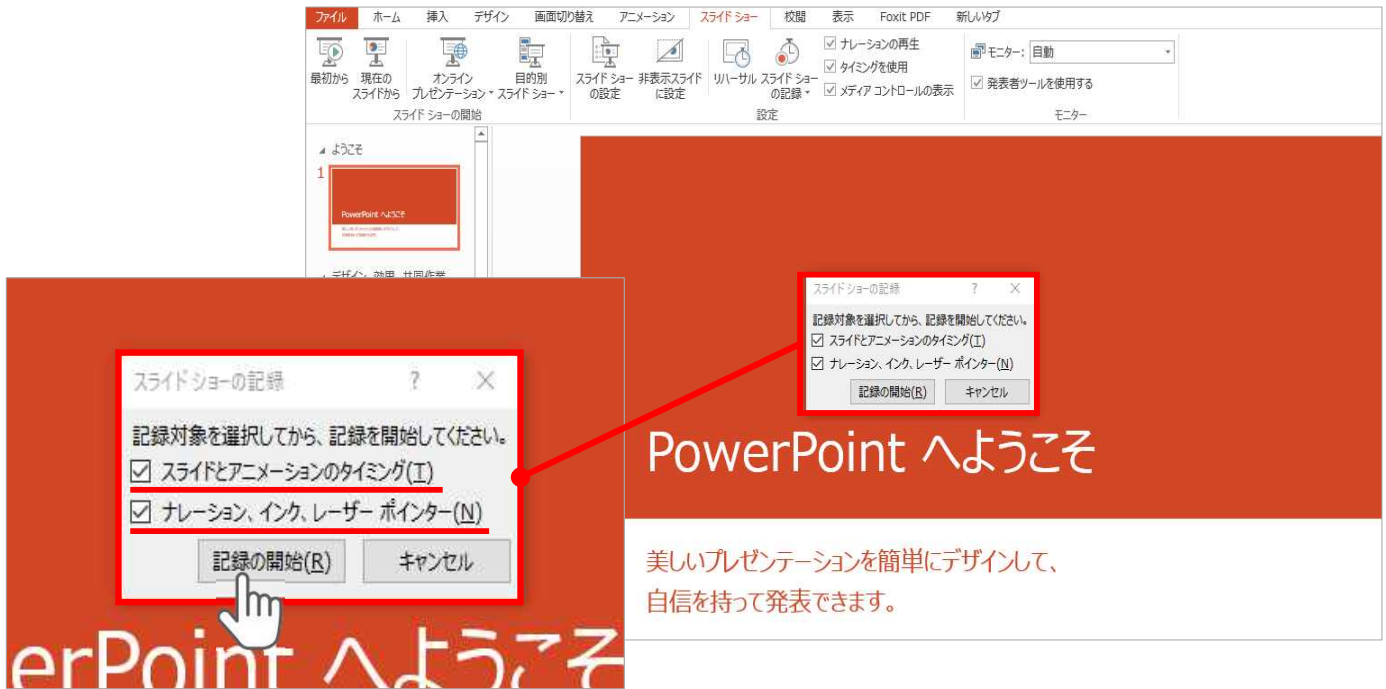 ファイル ホーム 挿入 デザイン 画面切り替え アニメーション スライド ショー 校閲 表示 Foxit PDF 新しいタブ
最初から 現在の スライドから オンライン プレゼンテーション 目的別 スライド ショー スライド ショー の設定 非表示スライド に設定 リハーサル スライド ショー の記録
ナレーションの再生
タイミングを使用
メディア コントロールの表示
モニター: 自動
発表者ツールを使用する
スライド ショーの開始 設定 モニター
ようこそ
1
PowerPoint へようこそ
デザイン、効果、共同作業
スライド ショーの記録 ? ×
記録対象を選択してから、記録を開始してください。
スライドとアニメーションのタイミング(T)
ナレーション、インク、レーザー ポインター(N)
記録の開始(R) キャンセル
PowerPoint へようこそ
美しいプレゼンテーションを簡単にデザインして、
自信を持って発表できます。
スライド ショーの記録 ? ×
記録対象を選択してから、記録を開始してください。
スライドとアニメーションのタイミング(T)
ナレーション、インク、レーザー ポインター(N)
記録の開始(R) キャンセル
erPoint へようこそ